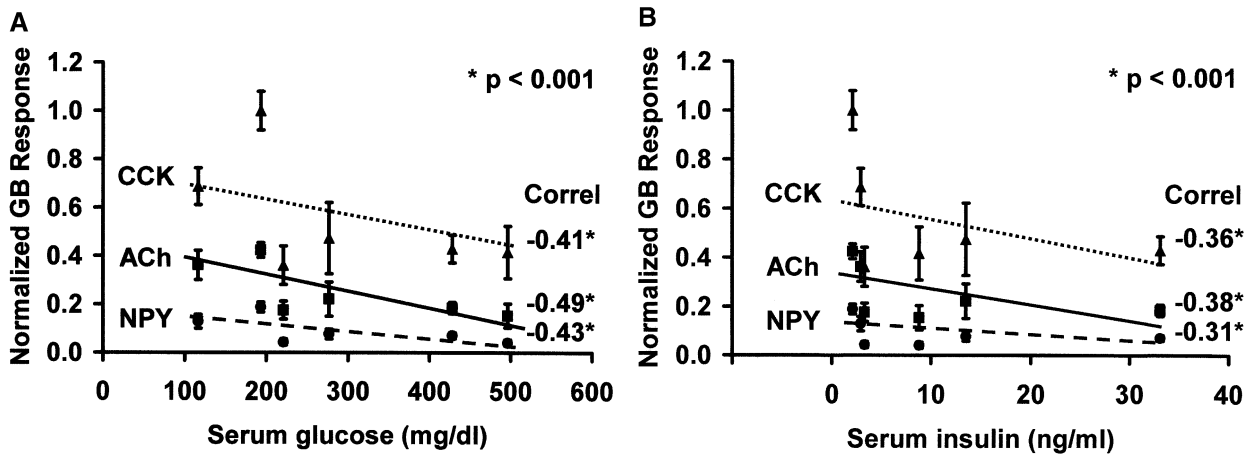 A
Normalized GB Response
1.2
1.0
0.8
0.6
0.4
0.2
0.0
* p < 0.001
CCK
ACh
NPY
Correl
-0.41*
-0.49*
-0.43*
0 100 200 300 400 500 600
Serum glucose (mg/dl)
B
Normalized GB Response
1.2
1.0
0.8
0.6
0.4
0.2
0.0
* p < 0.001
CCK
ACh
NPY
Correl
-0.36*
-0.38*
-0.31*
0 10 20 30 40
Serum insulin (ng/ml)